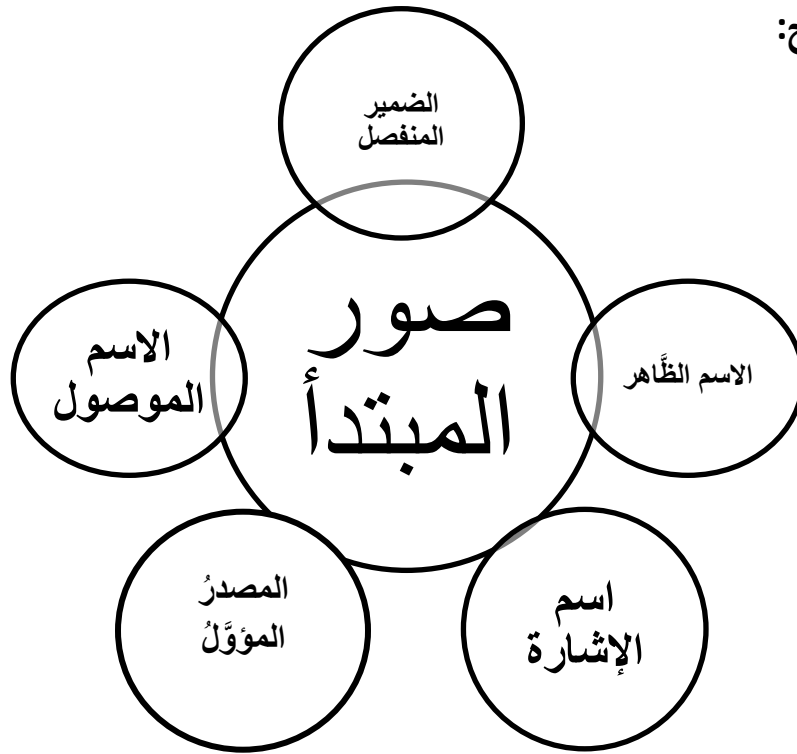 الضمير
المنفصل
صور
المبتدأ
الاسم الظَّاهر
اسم
الإشارة
المصدرُ
المؤوَّلُ
الاسم
الموصول